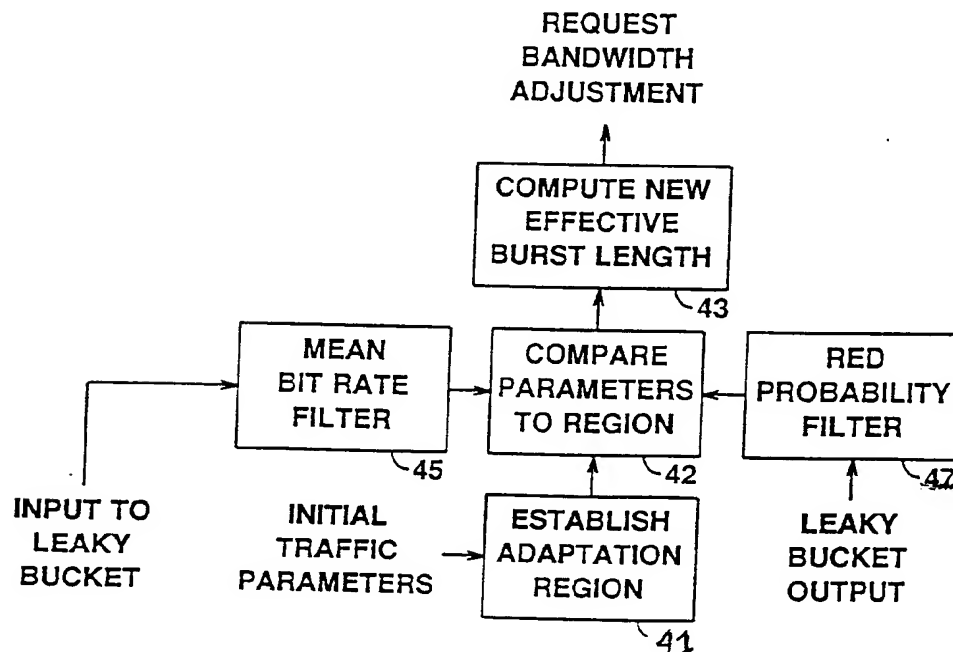 REQUEST
BANDWIDTH
ADJUSTMENT
COMPUTE NEW
EFFECTIVE
BURST LENGTH
43
MEAN
BIT RATE
FILTER
45
COMPARE
PARAMETERS
TO REGION
42
RED
PROBABILITY
FILTER
47
INPUT TO
LEAKY
BUCKET
INITIAL
TRAFFIC
PARAMETERS
ESTABLISH
ADAPTATION
REGION
41
LEAKY
BUCKET
OUTPUT